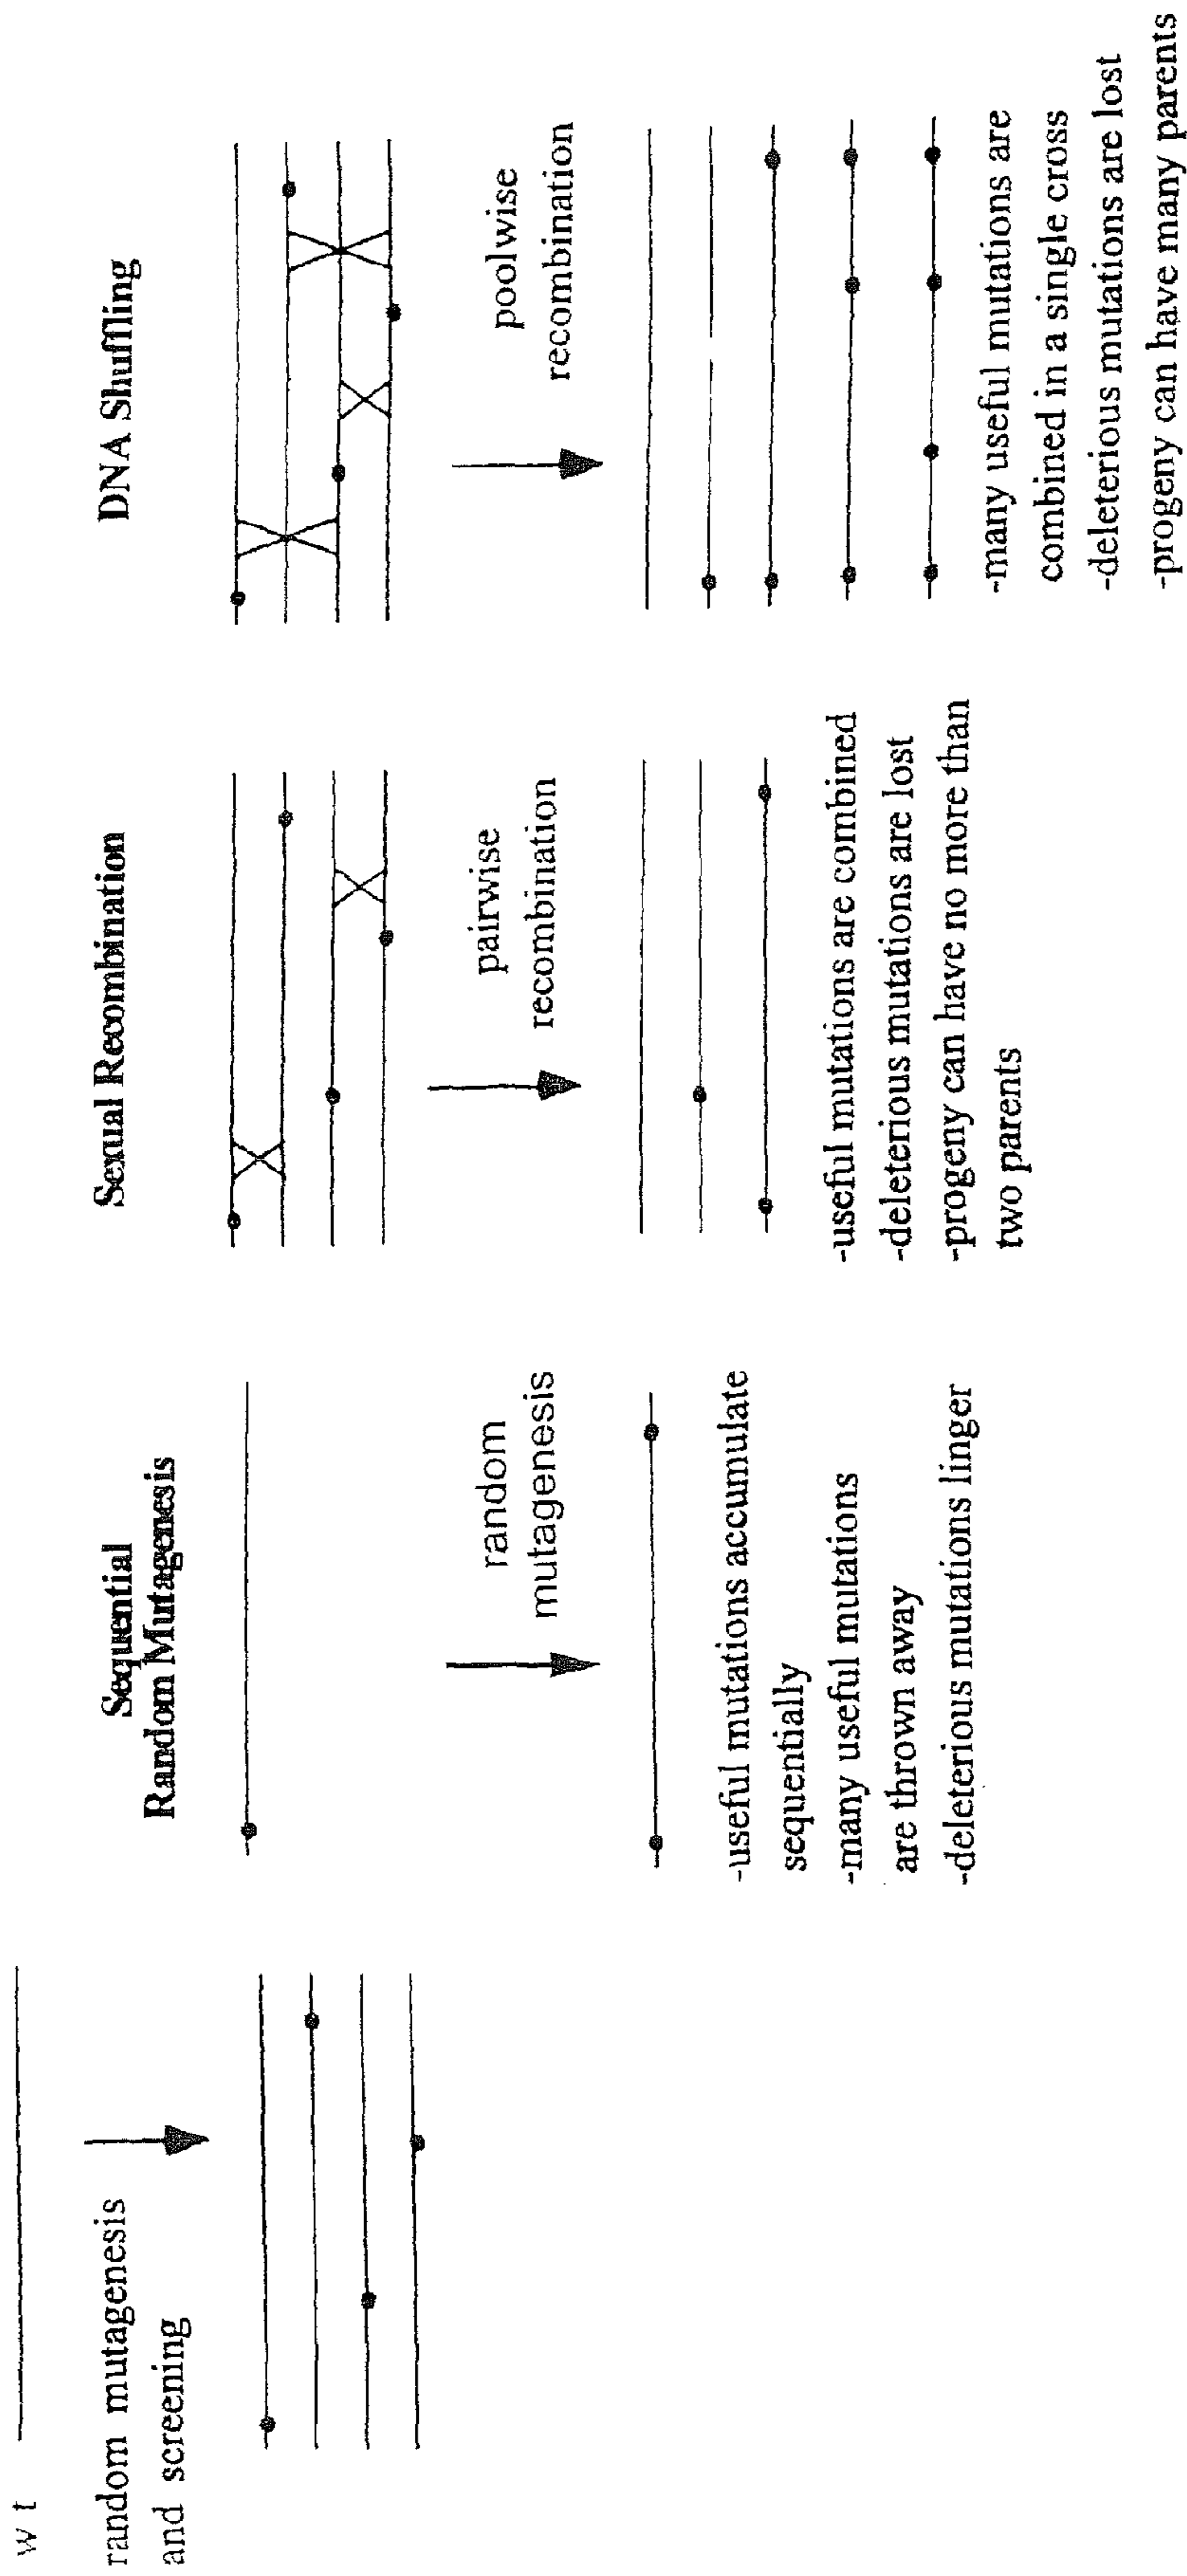 w t
random mutagenesis
and screening
Sequential
Random Mutagenesis
random
mutagenesis
-useful mutations accumulate
sequentially
-many useful mutations
are thrown away
-deleterious mutations linger
Sexual Recombination
pairwise
recombination
-useful mutations are combined
-deleterious mutations are lost
-progeny can have no more than
two parents
DNA Shuffling
poolwise
recombination
-many useful mutations are
combined in a single cross
-deleterious mutations are lost
-progeny can have many parents